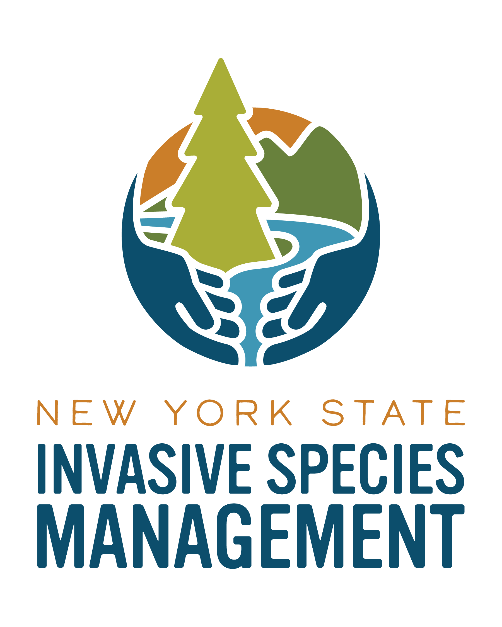 NEW YORK STATE
INVASIVE SPECIES
MANAGEMENT